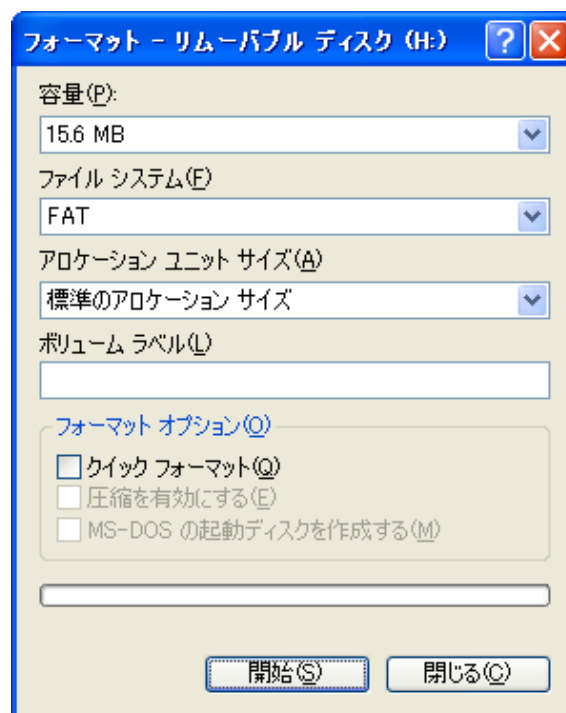 フォーマット - リムーバブル ディスク (H:)
容量(P):
15.6 MB
ファイル システム(F)
FAT
アロケーション ユニット サイズ(A)
標準のアロケーション サイズ
ボリューム ラベル(L)
フォーマット オプション(O)
クイック フォーマット(Q)
圧縮を有効にする(E)
MS-DOS の起動ディスクを作成する(M)
開始(S) 閉じる(C)